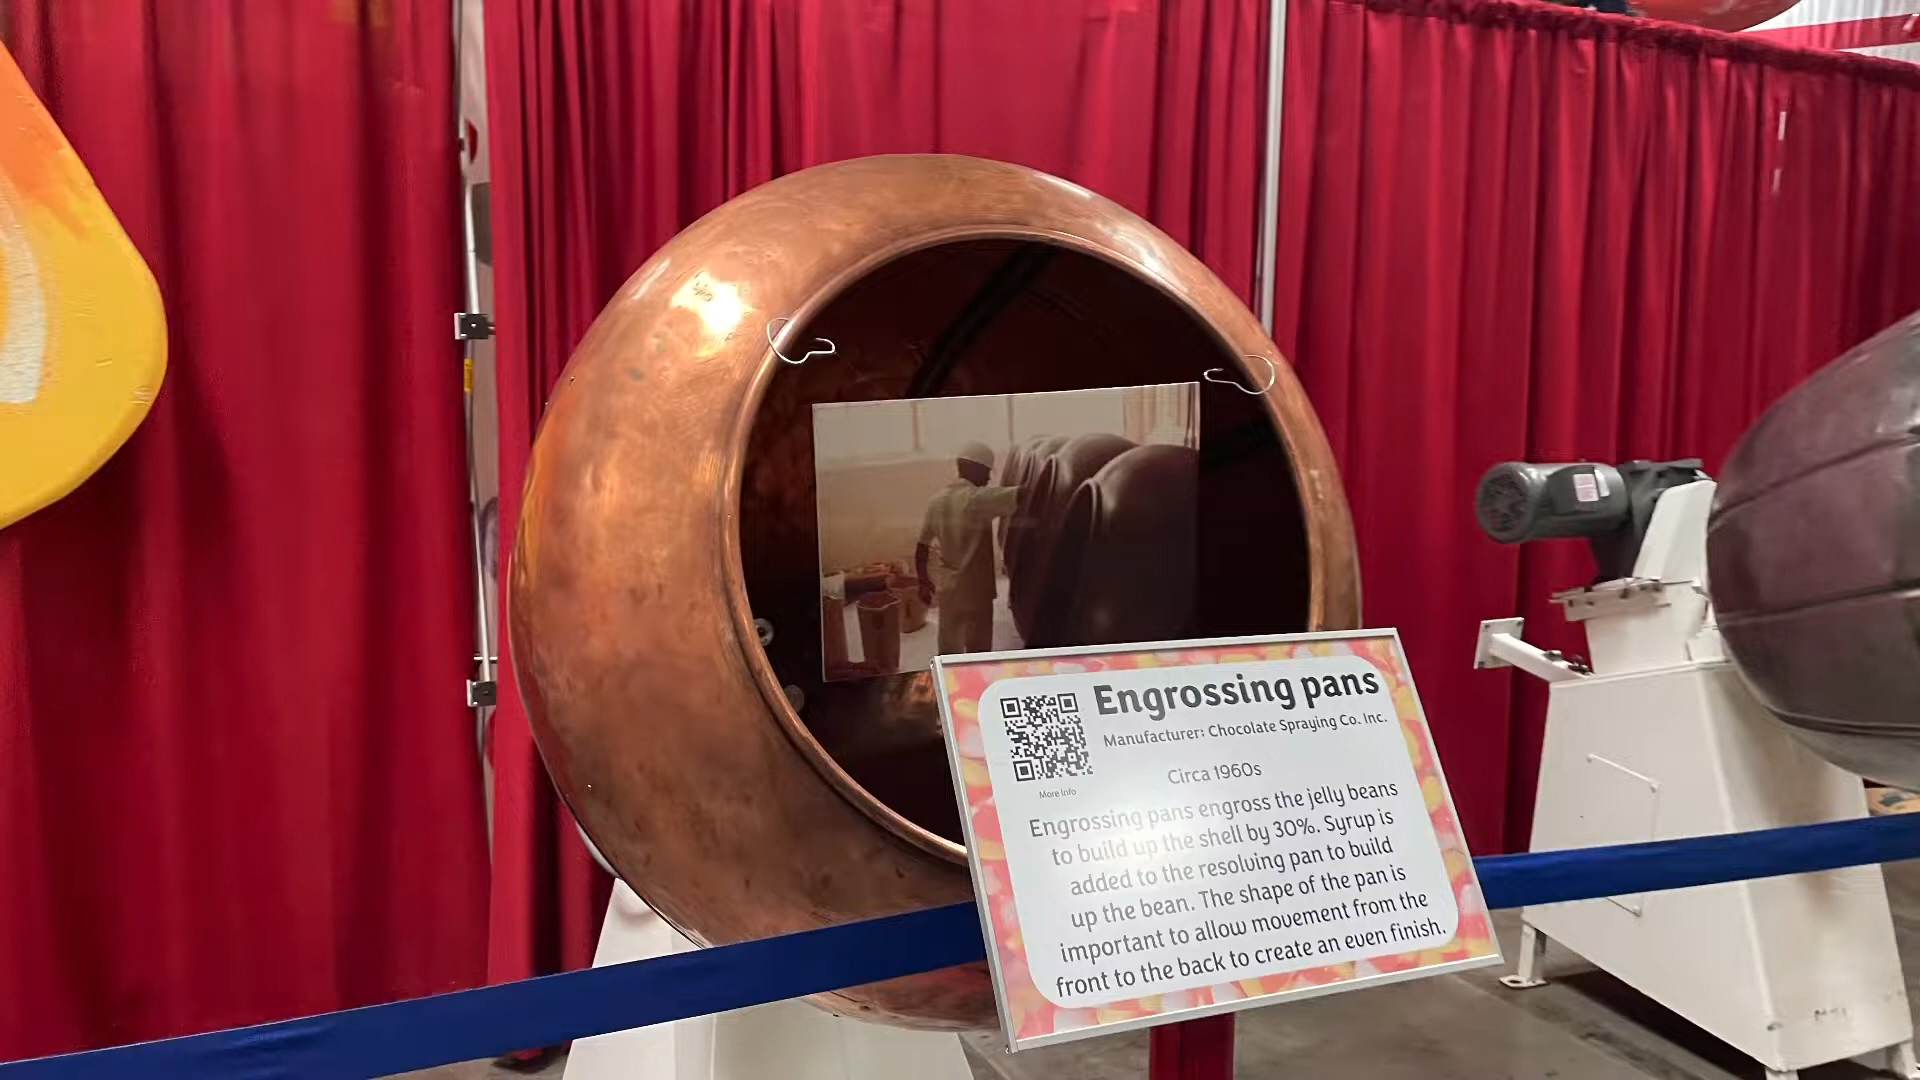 Engrossing pans
Manufacturer: Chocolate Spraying Co. Inc.
Circa 1960s
More Info
Engrossing pans engross the jelly beans
to build up the shell by 30%. Syrup is
added to the resolving pan to build
up the bean. The shape of the pan is
important to allow movement from the
front to the back to create an even finish.